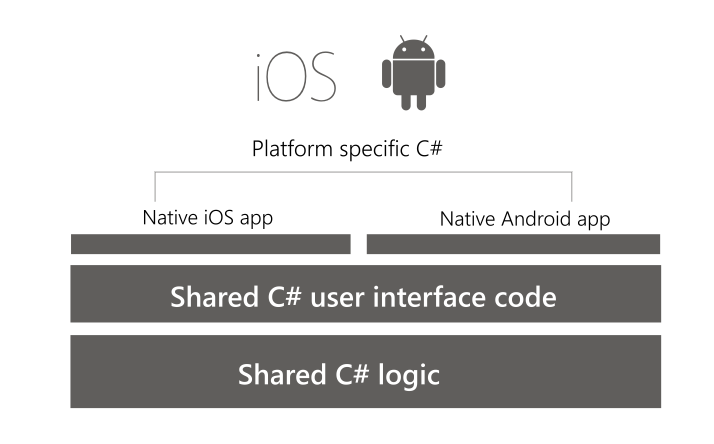 iOS
Platform specific C#
Native iOS app
Native Android app
Shared C# user interface code
Shared C# logic